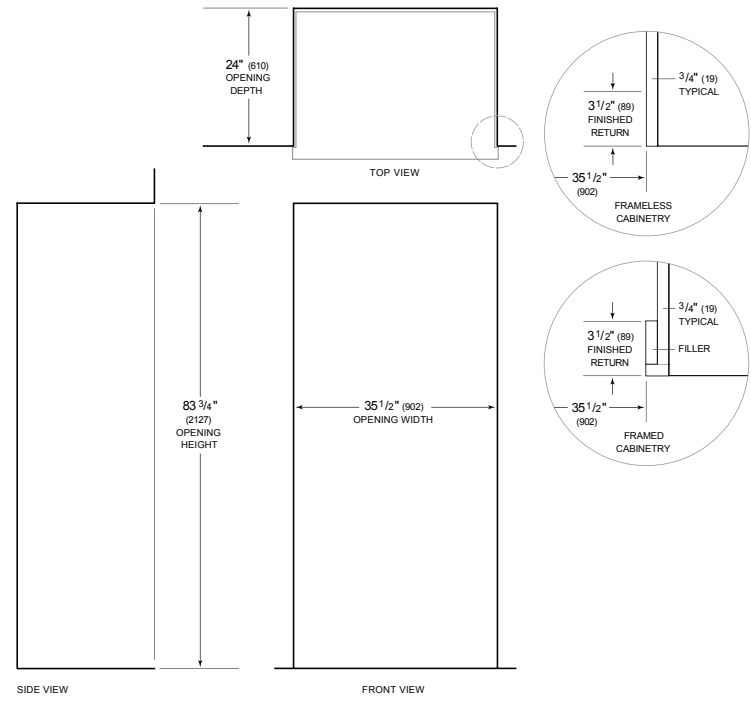 24" (610)
OPENING
DEPTH
TOP VIEW
3/4" (19)
TYPICAL
3 1/2" (89)
FINISHED
RETURN
35 1/2"
(902)
FRAMELESS
CABINETRY
3/4" (19)
TYPICAL
3 1/2" (89)
FINISHED
RETURN
FILLER
35 1/2"
(902)
FRAMED
CABINETRY
83 3/4"
(2127)
OPENING
HEIGHT
35 1/2" (902)
OPENING WIDTH
SIDE VIEW
FRONT VIEW